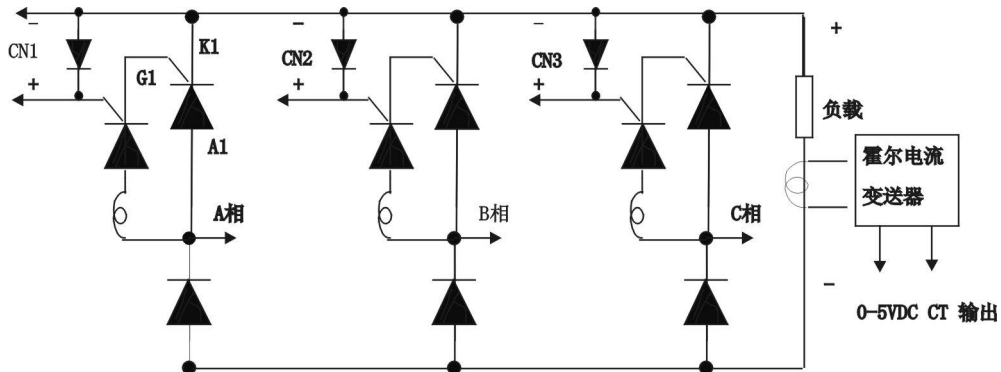 - - - +
CN1 K1 CN2 CN3
+ G1 + + 负载
A1 霍尔电流
变送器
A相 B相 C相
-
0-5VDC CT 输出